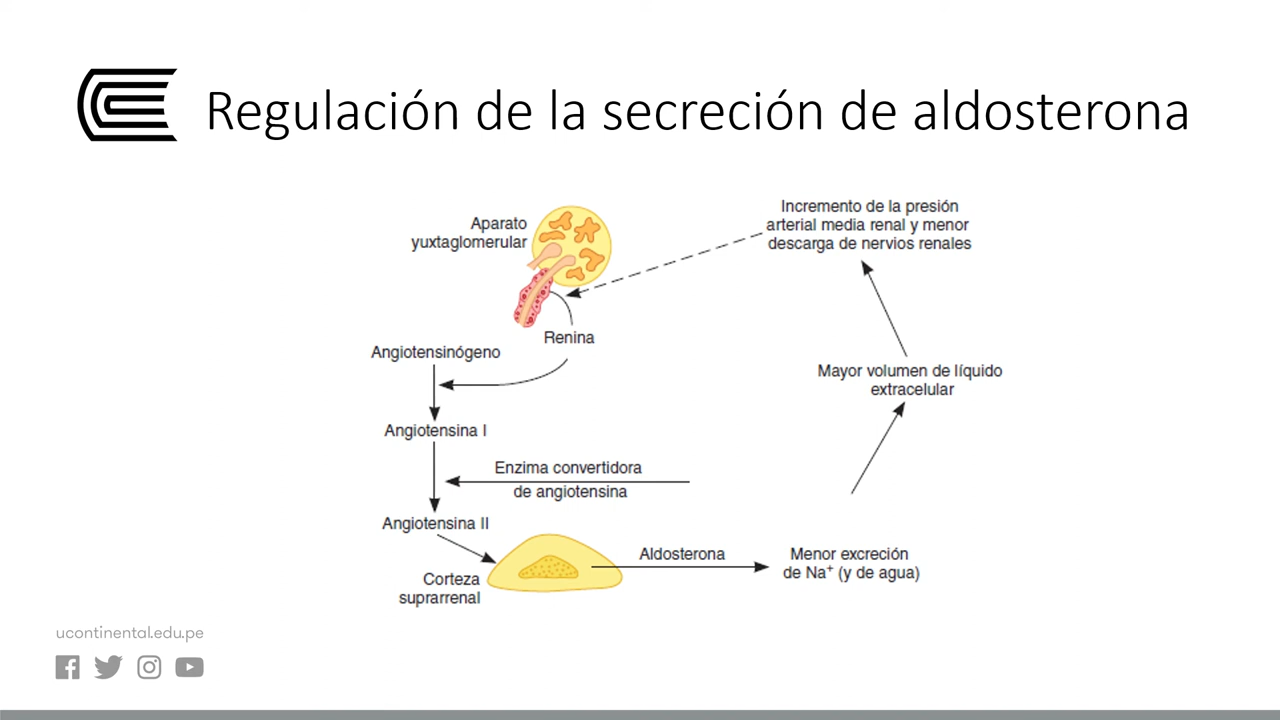 Regulación de la secreción de aldosterona
Aparato
yuxtaglomerular
Incremento de la presión
arterial media renal y menor
descarga de nervios renales
Renina
Angiotensinógeno
Mayor volumen de líquido
extracelular
Angiotensina I
Enzima convertidora
de angiotensina
Angiotensina II
Aldosterona
Menor excreción
de Na⁺ (y de agua)
Corteza
suprarrenal
ucontinental.edu.pe